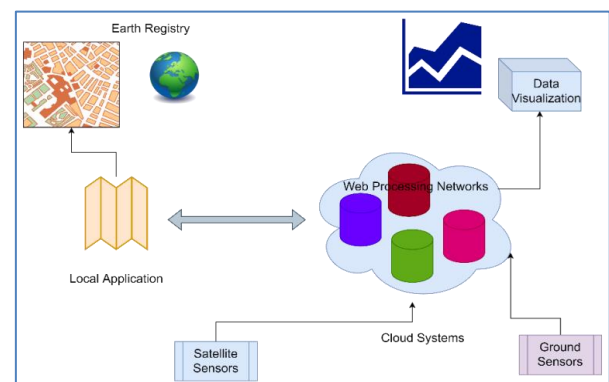 Earth Registry
Data
Visualization
Web Processing Networks
Local Application
Cloud Systems
Satellite
Sensors
Ground
Sensors